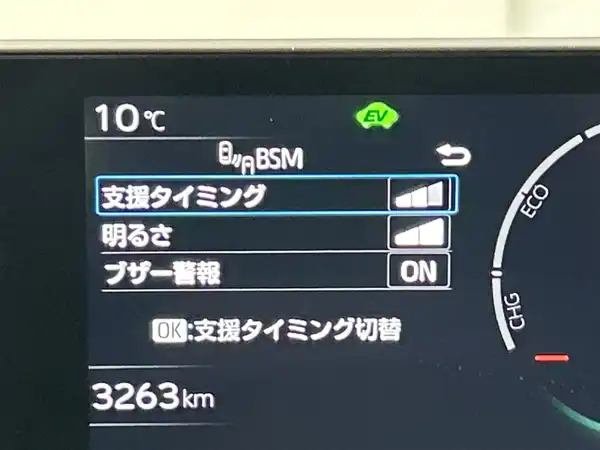 10℃
EV
BSM
支援タイミング
明るさ
ブザー警報 ON
OK:支援タイミング切替
3263km
ECO
CHG